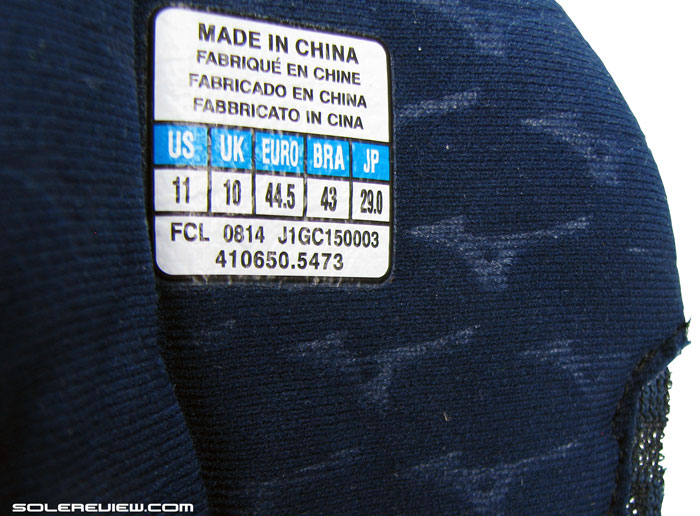 MADE IN CHINA
FABRIQUÉ EN CHINE
FABRICADO EN CHINA
FABBRICATO IN CINA
US UK EURO BRA JP
11 10 44.5 43 29.0
FCL 0814 J1GC150003
410650.5473
SOLEREVIEW.COM